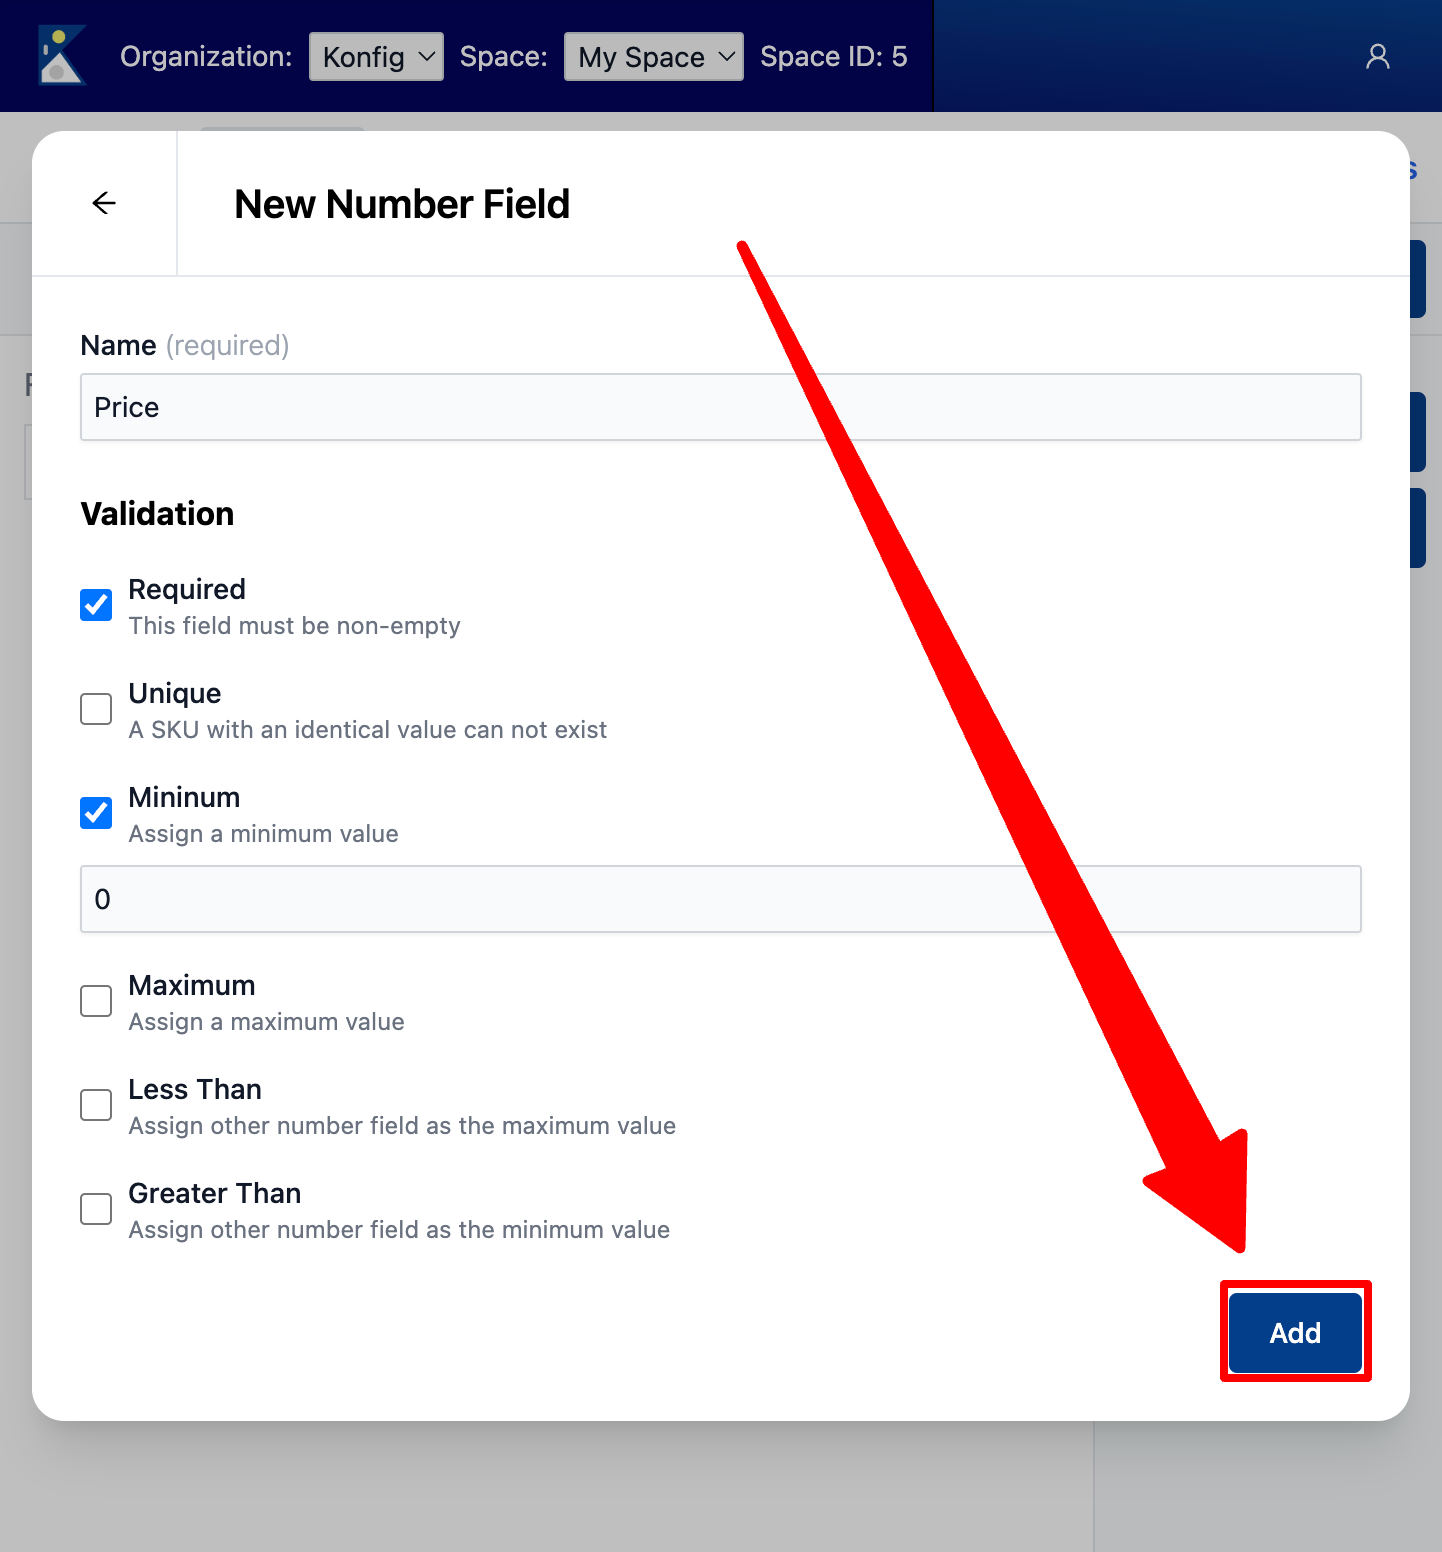 Organization: Konfig Space: My Space Space ID: 5
New Number Field
Name (required)
Price
Validation
Required
This field must be non-empty
Unique
A SKU with an identical value can not exist
Mininum
Assign a minimum value
0
Maximum
Assign a maximum value
Less Than
Assign other number field as the maximum value
Greater Than
Assign other number field as the minimum value
Add